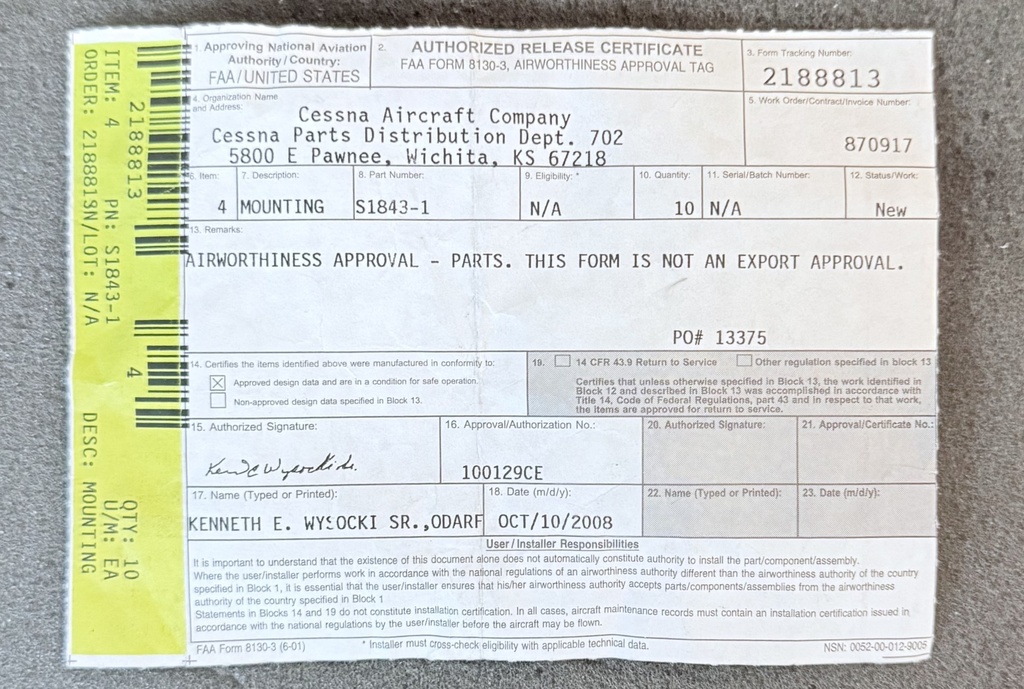 1. Approving National Aviation
Authority/Country:
FAA/UNITED STATES
2.
AUTHORIZED RELEASE CERTIFICATE
FAA FORM 8130-3, AIRWORTHINESS APPROVAL TAG
3. Form Tracking Number:
2188813
4. Organization Name
and Address:
Cessna Aircraft Company
Cessna Parts Distribution Dept. 702
5800 E Pawnee, Wichita, KS 67218
5. Work Order/Contract/Invoice Number:
870917
6. Item:
4
7. Description:
MOUNTING
8. Part Number:
S1843-1
9. Eligibility: *
N/A
10. Quantity:
10
11. Serial/Batch Number:
N/A
12. Status/Work:
New
13. Remarks:
AIRWORTHINESS APPROVAL - PARTS. THIS FORM IS NOT AN EXPORT APPROVAL.
PO# 13375
14. Certifies the items identified above were manufactured in conformity to:
Approved design data and are in a condition for safe operation.
Non-approved design data specified in Block 13.
19. 14 CFR 43.9 Return to Service Other regulation specified in block 13
Certifies that unless otherwise specified in Block 13, the work identified in
Block 12 and described in Block 13 was accomplished in accordance with
Title 14, Code of Federal Regulations, part 43 and in respect to that work,
the items are approved for return to service.
15. Authorized Signature:
16. Approval/Authorization No.:
100129CE
20. Authorized Signature:
21. Approval/Certificate No.:
17. Name (Typed or Printed):
KENNETH E. WYSOCKI SR.,ODARF
18. Date (m/d/y):
OCT/10/2008
22. Name (Typed or Printed):
23. Date (m/d/y):
User/Installer Responsibilities
It is important to understand that the existence of this document alone does not automatically constitute authority to install the part/component/assembly.
Where the user/installer performs work in accordance with the national regulations of an airworthiness authority different than the airworthiness authority of the country
specified in Block 1, it is essential that the user/installer ensures that his/her airworthiness authority accepts parts/components/assemblies from the airworthiness
authority of the country specified in Block 1
Statements in Blocks 14 and 19 do not constitute installation certification. In all cases, aircraft maintenance records must contain an installation certification issued in
accordance with the national regulations by the user/installer before the aircraft may be flown.
FAA Form 8130-3 (6-01)
* Installer must cross-check eligibility with applicable technical data.
NSN: 0052-00-012-9005
2188813
4
QTY: 10
ITEM: 4 PN: S1843-1
U/M: EA
ORDER: 2188813N/LOT: N/A
DESC: MOUNTING